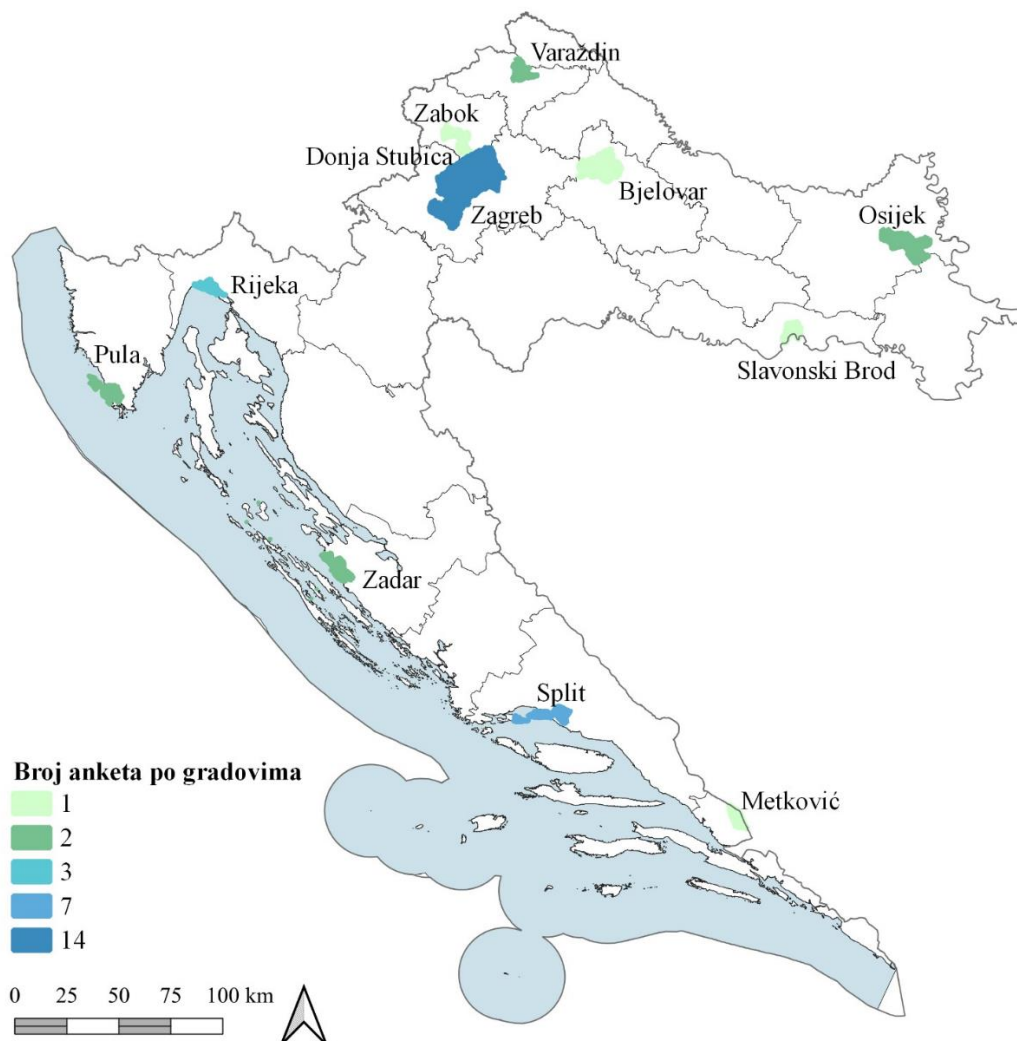 Varaždin
Zabok
Donja Stubica
Zagreb
Bjelovar
Osijek
Rijeka
Slavonski Brod
Pula
Zadar
Split
Metković
Broj anketa po gradovima
1
2
3
7
14
0 25 50 75 100 km